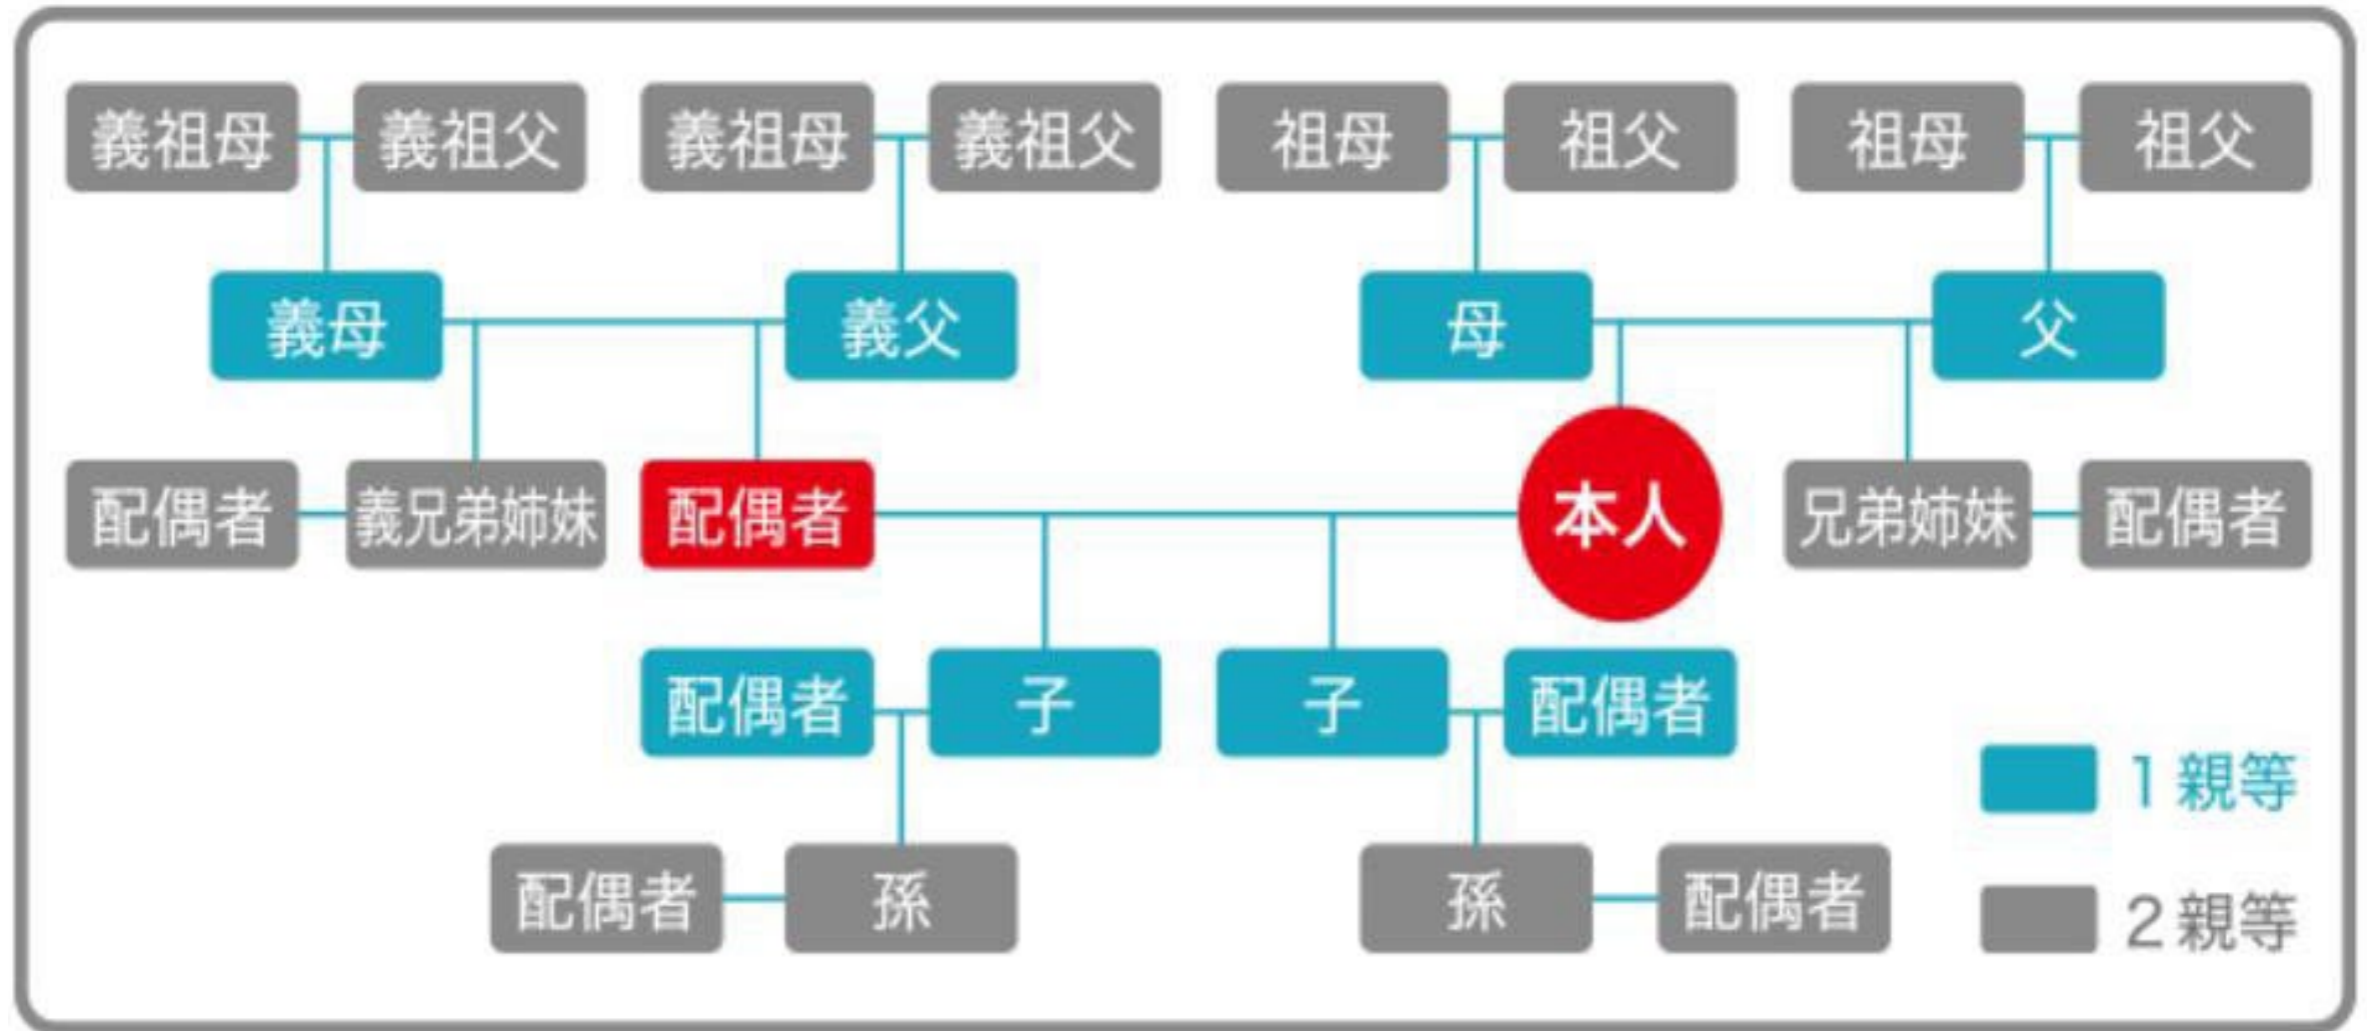 義祖母 義祖父 義祖母 義祖父 祖母 祖父 祖母 祖父
義母 義父 母 父
配偶者 義兄弟姉妹 配偶者 本人 兄弟姉妹 配偶者
配偶者 子 子 配偶者
1親等
配偶者 孫 孫 配偶者
2親等